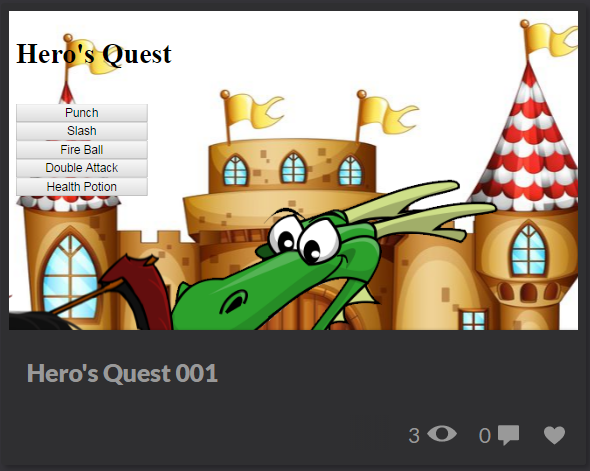 Hero's Quest
Punch
Slash
Fire Ball
Double Attack
Health Potion
Hero's Quest 001
3 0